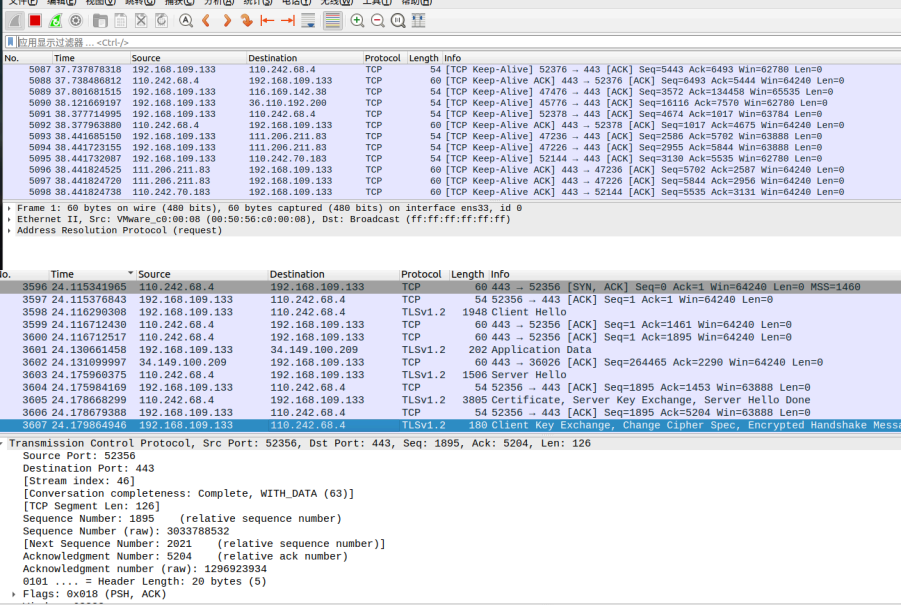 文件(F) 编辑(E) 视图(V) 跳转(G) 捕获(C) 分析(A) 统计(S) 电话(Y) 无线(W) 工具(T) 帮助(H)
应用显示过滤器 … <Ctrl-/>
No. Time Source Destination Protocol Length Info
5087 37.737878318 192.168.109.133 110.242.68.4 TCP 54 [TCP Keep-Alive] 52376 → 443 [ACK] Seq=5443 Ack=6493 Win=62780 Len=0
5088 37.738486812 110.242.68.4 192.168.109.133 TCP 60 [TCP Keep-Alive ACK] 443 → 52376 [ACK] Seq=6493 Ack=5444 Win=64240 Len=0
5089 37.801681515 192.168.109.133 116.169.142.38 TCP 54 [TCP Keep-Alive] 47476 → 443 [ACK] Seq=3572 Ack=134458 Win=65535 Len=0
5090 38.121669197 192.168.109.133 36.110.192.200 TCP 54 [TCP Keep-Alive] 45776 → 443 [ACK] Seq=16116 Ack=7570 Win=62780 Len=0
5091 38.377714995 192.168.109.133 110.242.68.4 TCP 54 [TCP Keep-Alive] 52378 → 443 [ACK] Seq=4674 Ack=1017 Win=63784 Len=0
5092 38.377963880 110.242.68.4 192.168.109.133 TCP 60 [TCP Keep-Alive ACK] 443 → 52378 [ACK] Seq=1017 Ack=4675 Win=64240 Len=0
5093 38.441685150 192.168.109.133 111.206.211.83 TCP 54 [TCP Keep-Alive] 47236 → 443 [ACK] Seq=2586 Ack=5702 Win=63888 Len=0
5094 38.441723155 192.168.109.133 111.206.211.83 TCP 54 [TCP Keep-Alive] 47226 → 443 [ACK] Seq=2955 Ack=5844 Win=63888 Len=0
5095 38.441732087 192.168.109.133 110.242.70.183 TCP 54 [TCP Keep-Alive] 52144 → 443 [ACK] Seq=3130 Ack=5535 Win=62780 Len=0
5096 38.441824525 111.206.211.83 192.168.109.133 TCP 60 [TCP Keep-Alive ACK] 443 → 47236 [ACK] Seq=5702 Ack=2587 Win=64240 Len=0
5097 38.441824720 111.206.211.83 192.168.109.133 TCP 60 [TCP Keep-Alive ACK] 443 → 47226 [ACK] Seq=5844 Ack=2956 Win=64240 Len=0
5098 38.441824738 110.242.70.183 192.168.109.133 TCP 60 [TCP Keep-Alive ACK] 443 → 52144 [ACK] Seq=5535 Ack=3131 Win=64240 Len=0
Frame 1: 60 bytes on wire (480 bits), 60 bytes captured (480 bits) on interface ens33, id 0
Ethernet II, Src: VMware_c0:00:08 (00:50:56:c0:00:08), Dst: Broadcast (ff:ff:ff:ff:ff:ff)
Address Resolution Protocol (request)
No. Time Source Destination Protocol Length Info
3596 24.115341965 110.242.68.4 192.168.109.133 TCP 60 443 → 52356 [SYN, ACK] Seq=0 Ack=1 Win=64240 Len=0 MSS=1460
3597 24.115376843 192.168.109.133 110.242.68.4 TCP 54 52356 → 443 [ACK] Seq=1 Ack=1 Win=64240 Len=0
3598 24.116290308 192.168.109.133 110.242.68.4 TLSv1.2 1948 Client Hello
3599 24.116712430 110.242.68.4 192.168.109.133 TCP 60 443 → 52356 [ACK] Seq=1 Ack=1461 Win=64240 Len=0
3600 24.116712517 110.242.68.4 192.168.109.133 TCP 60 443 → 52356 [ACK] Seq=1 Ack=1895 Win=64240 Len=0
3601 24.130661458 192.168.109.133 34.149.100.209 TLSv1.2 202 Application Data
3602 24.131099997 34.149.100.209 192.168.109.133 TCP 60 443 → 36026 [ACK] Seq=264465 Ack=2290 Win=64240 Len=0
3603 24.175960375 110.242.68.4 192.168.109.133 TLSv1.2 1506 Server Hello
3604 24.175984169 192.168.109.133 110.242.68.4 TCP 54 52356 → 443 [ACK] Seq=1895 Ack=1453 Win=63888 Len=0
3605 24.178668299 110.242.68.4 192.168.109.133 TLSv1.2 3805 Certificate, Server Key Exchange, Server Hello Done
3606 24.178679388 192.168.109.133 110.242.68.4 TCP 54 52356 → 443 [ACK] Seq=1895 Ack=5204 Win=63888 Len=0
3607 24.179864946 192.168.109.133 110.242.68.4 TLSv1.2 180 Client Key Exchange, Change Cipher Spec, Encrypted Handshake Messa
Transmission Control Protocol, Src Port: 52356, Dst Port: 443, Seq: 1895, Ack: 5204, Len: 126
Source Port: 52356
Destination Port: 443
[Stream index: 46]
[Conversation completeness: Complete, WITH_DATA (63)]
[TCP Segment Len: 126]
Sequence Number: 1895 (relative sequence number)
Sequence Number (raw): 3033788532
[Next Sequence Number: 2021 (relative sequence number)]
Acknowledgment Number: 5204 (relative ack number)
Acknowledgment number (raw): 1296923934
0101 .... = Header Length: 20 bytes (5)
Flags: 0x018 (PSH, ACK)